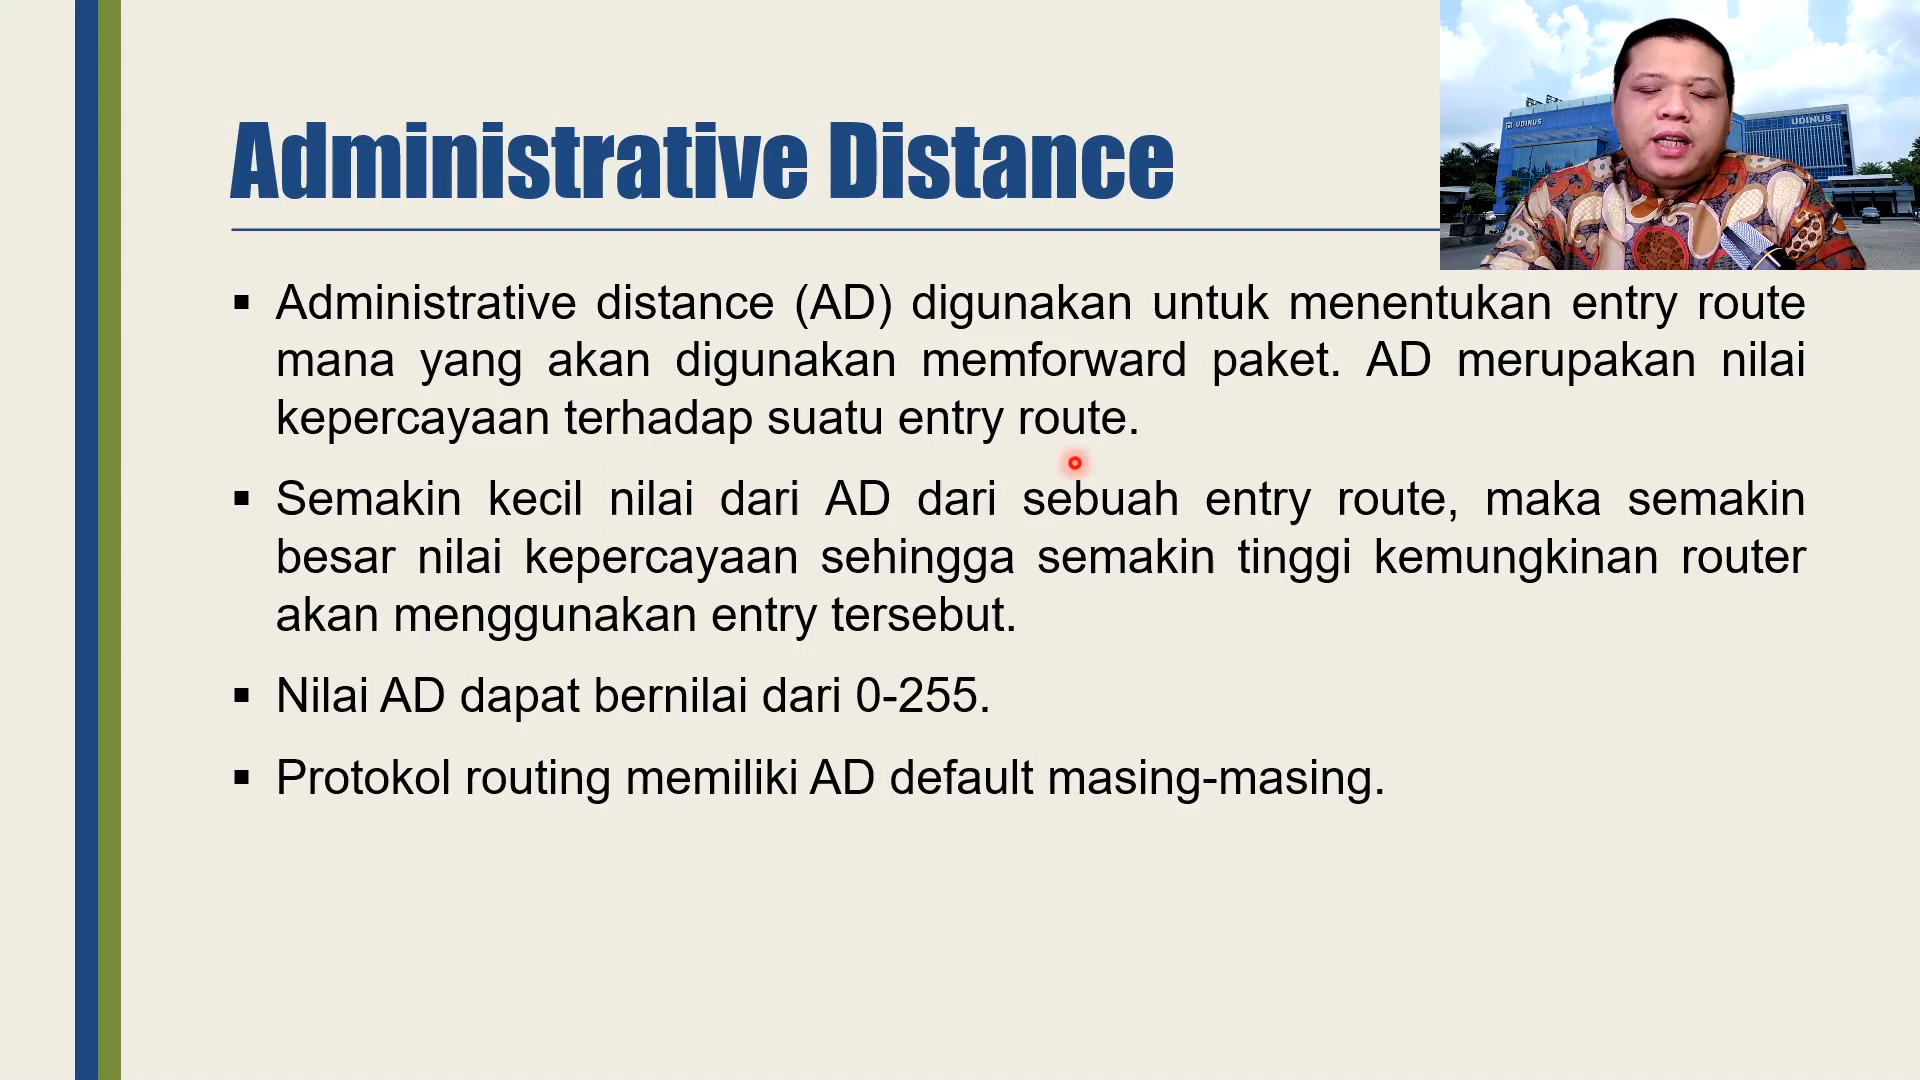 UDINUS
UDINUS
Administrative Distance
▪ Administrative distance (AD) digunakan untuk menentukan entry route
mana yang akan digunakan memforward paket. AD merupakan nilai
kepercayaan terhadap suatu entry route.
▪ Semakin kecil nilai dari AD dari sebuah entry route, maka semakin
besar nilai kepercayaan sehingga semakin tinggi kemungkinan router
akan menggunakan entry tersebut.
▪ Nilai AD dapat bernilai dari 0-255.
▪ Protokol routing memiliki AD default masing-masing.